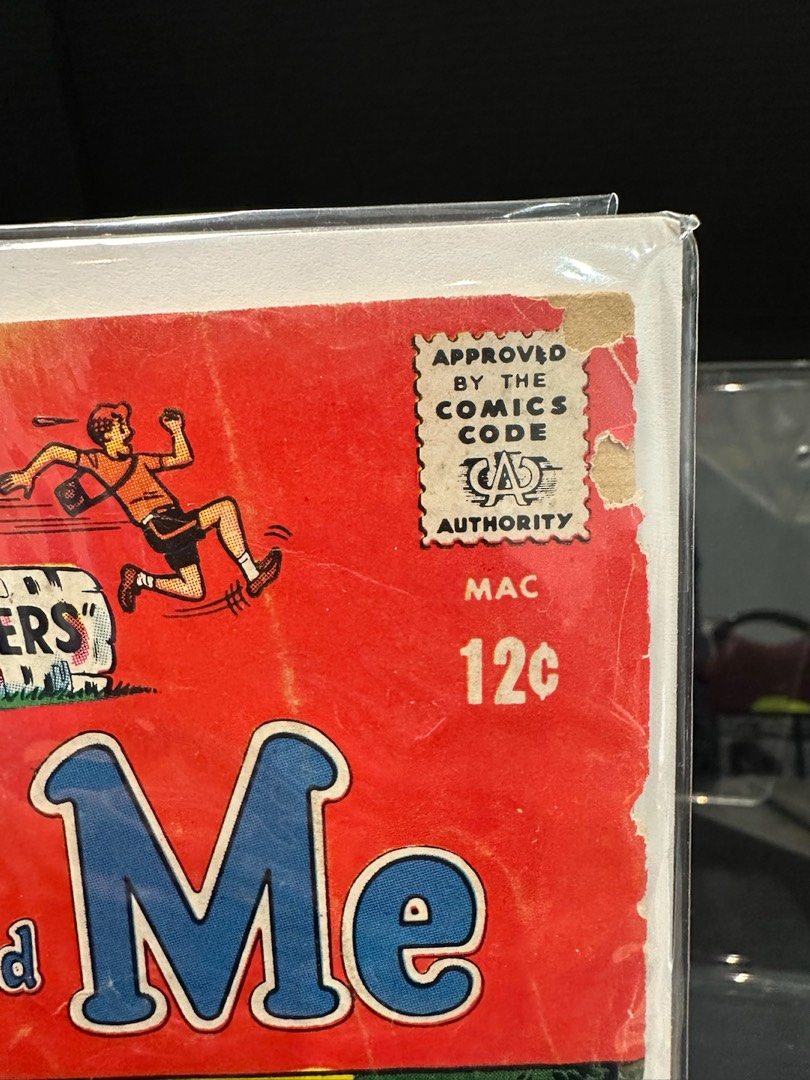 APPROVED
BY THE
COMICS
CODE
CA
AUTHORITY
MAC
12¢
ERS"
d Me